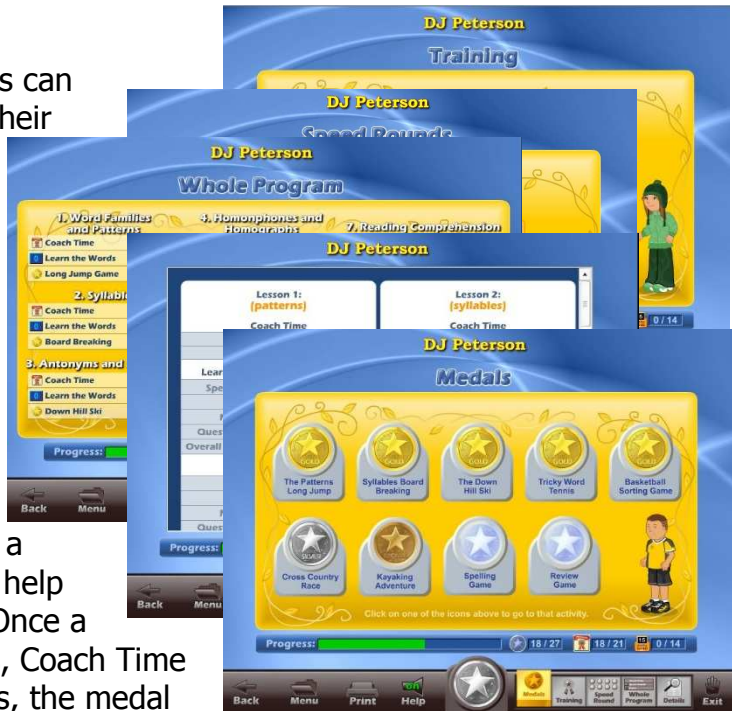 s can
heir
a
help
Once a
, Coach Time
s, the medal
DJ Peterson
Training
0 / 14
DJ Peterson
Speed Rounds
DJ Peterson
Whole Program
1. Word Families
and Patterns
Coach Time
Learn the Words
Long Jump Game
2. Syllab
Coach Time
Learn the Words
Board Breaking
3. Antonyms and
Coach Time
Learn the Words
Down Hill Ski
4. Homonphones and
Homographs
7. Reading Comprehension
Progress:
Back Menu
DJ Peterson
Lesson 1:
(patterns)
Coach Time
Lear
Spe
Ques
Overall
Ques
Lesson 2:
(syllables)
Coach Time
Progress:
Back Menu
DJ Peterson
Medals
GOLD GOLD GOLD GOLD GOLD
The Patterns
Long Jump
Syllables Board
Breaking
The Down
Hill Ski
Tricky Word
Tennis
Basketball
Sorting Game
SILVER
Cross Country
Race
Kayaking
Adventure
Spelling
Game
Review
Game
Click on one of the icons above to go to that activity.
Progress: 18 / 27 18 / 21 0 / 14
Back Menu Print Help Medals Training Speed Round Whole Program Details Exit